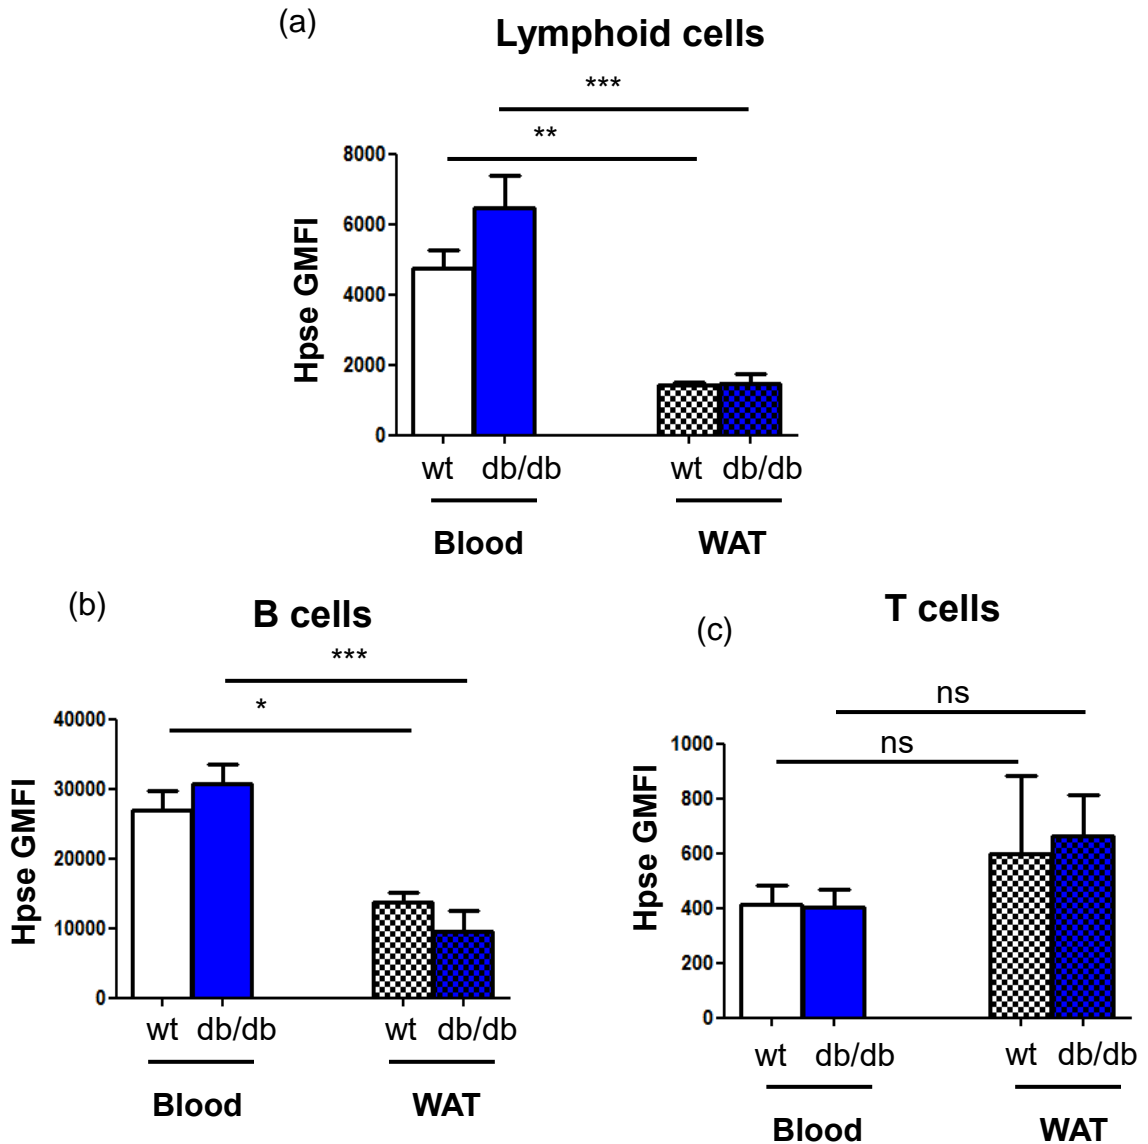 (a)
Lymphoid cells
***
**
Hpse GMFI
8000
6000
4000
2000
0
wt db/db wt db/db
Blood WAT
(b)
B cells
***
*
Hpse GMFI
40000
30000
20000
10000
0
wt db/db wt db/db
Blood WAT
(c)
T cells
ns
ns
Hpse GMFI
1000
800
600
400
200
0
wt db/db wt db/db
Blood WAT